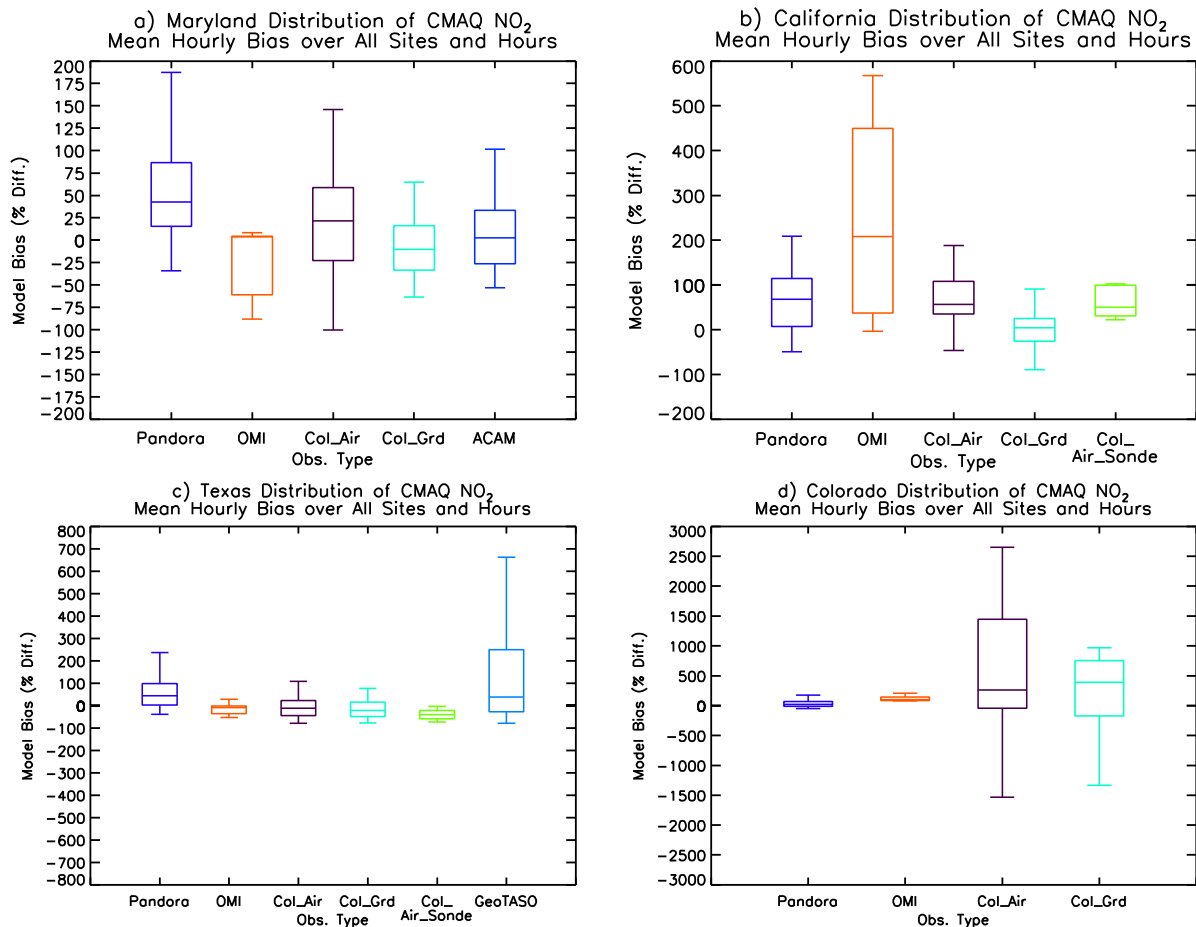 a) Maryland Distribution of CMAQ NO2
Mean Hourly Bias over All Sites and Hours
200
175
150
125
100
75
50
25
0
−25
−50
−75
−100
−125
−150
−175
−200
Model Bias (% Diff.)
Pandora OMI Col_Air Col_Grd ACAM
Obs. Type
b) California Distribution of CMAQ NO2
Mean Hourly Bias over All Sites and Hours
600
500
400
300
200
100
0
−100
−200
Model Bias (% Diff.)
Pandora OMI Col_Air Col_Grd Col_
Obs. Type Air_Sonde
c) Texas Distribution of CMAQ NO2
Mean Hourly Bias over All Sites and Hours
800
700
600
500
400
300
200
100
0
−100
−200
−300
−400
−500
−600
−700
−800
Model Bias (% Diff.)
Pandora OMI Col_Air Col_Grd Col_ GeoTASO
Obs. Type Air_Sonde
d) Colorado Distribution of CMAQ NO2
Mean Hourly Bias over All Sites and Hours
3000
2500
2000
1500
1000
500
0
−500
−1000
−1500
−2000
−2500
−3000
Model Bias (% Diff.)
Pandora OMI Col_Air Col_Grd
Obs. Type